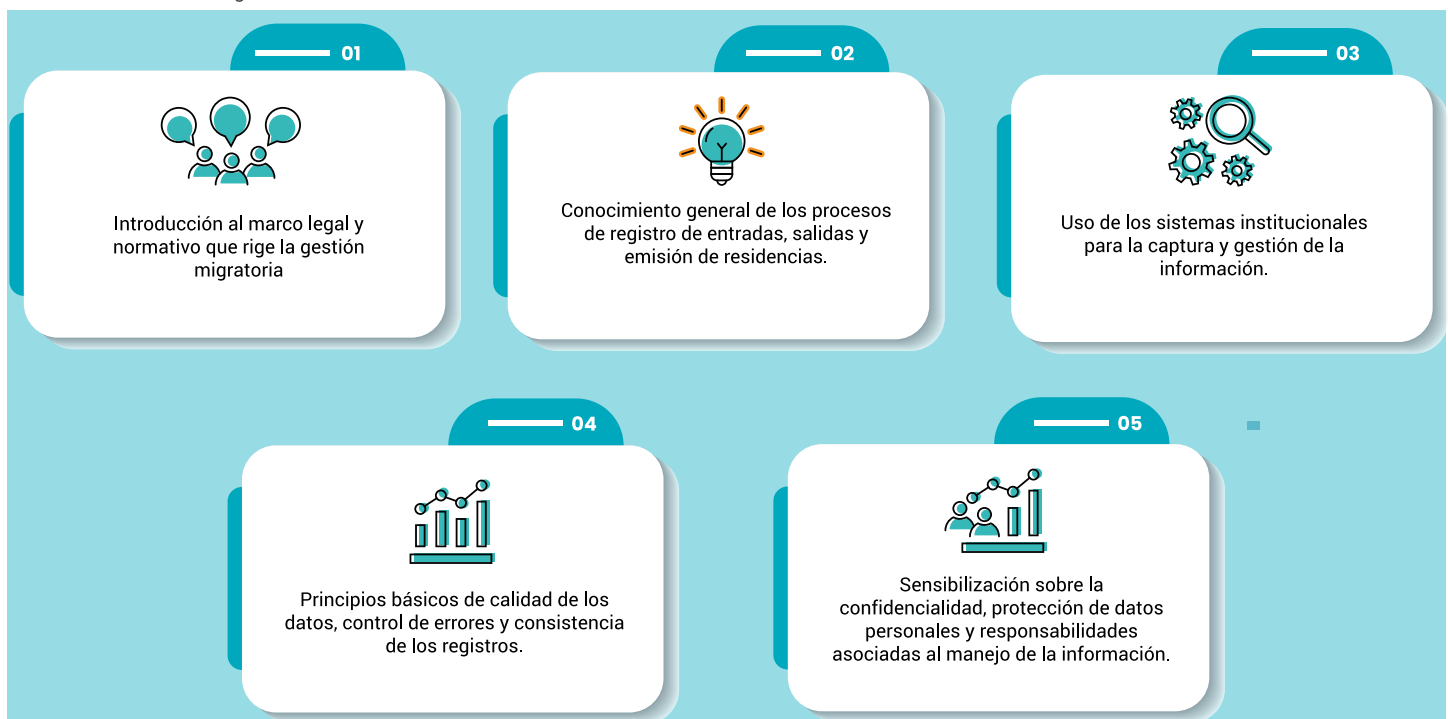 01
Introducción al marco legal y
normativo que rige la gestión
migratoria
02
Conocimiento general de los procesos
de registro de entradas, salidas y
emisión de residencias.
03
Uso de los sistemas institucionales
para la captura y gestión de la
información.
04
Principios básicos de calidad de los
datos, control de errores y consistencia
de los registros.
05
Sensibilización sobre la
confidencialidad, protección de datos
personales y responsabilidades
asociadas al manejo de la información.